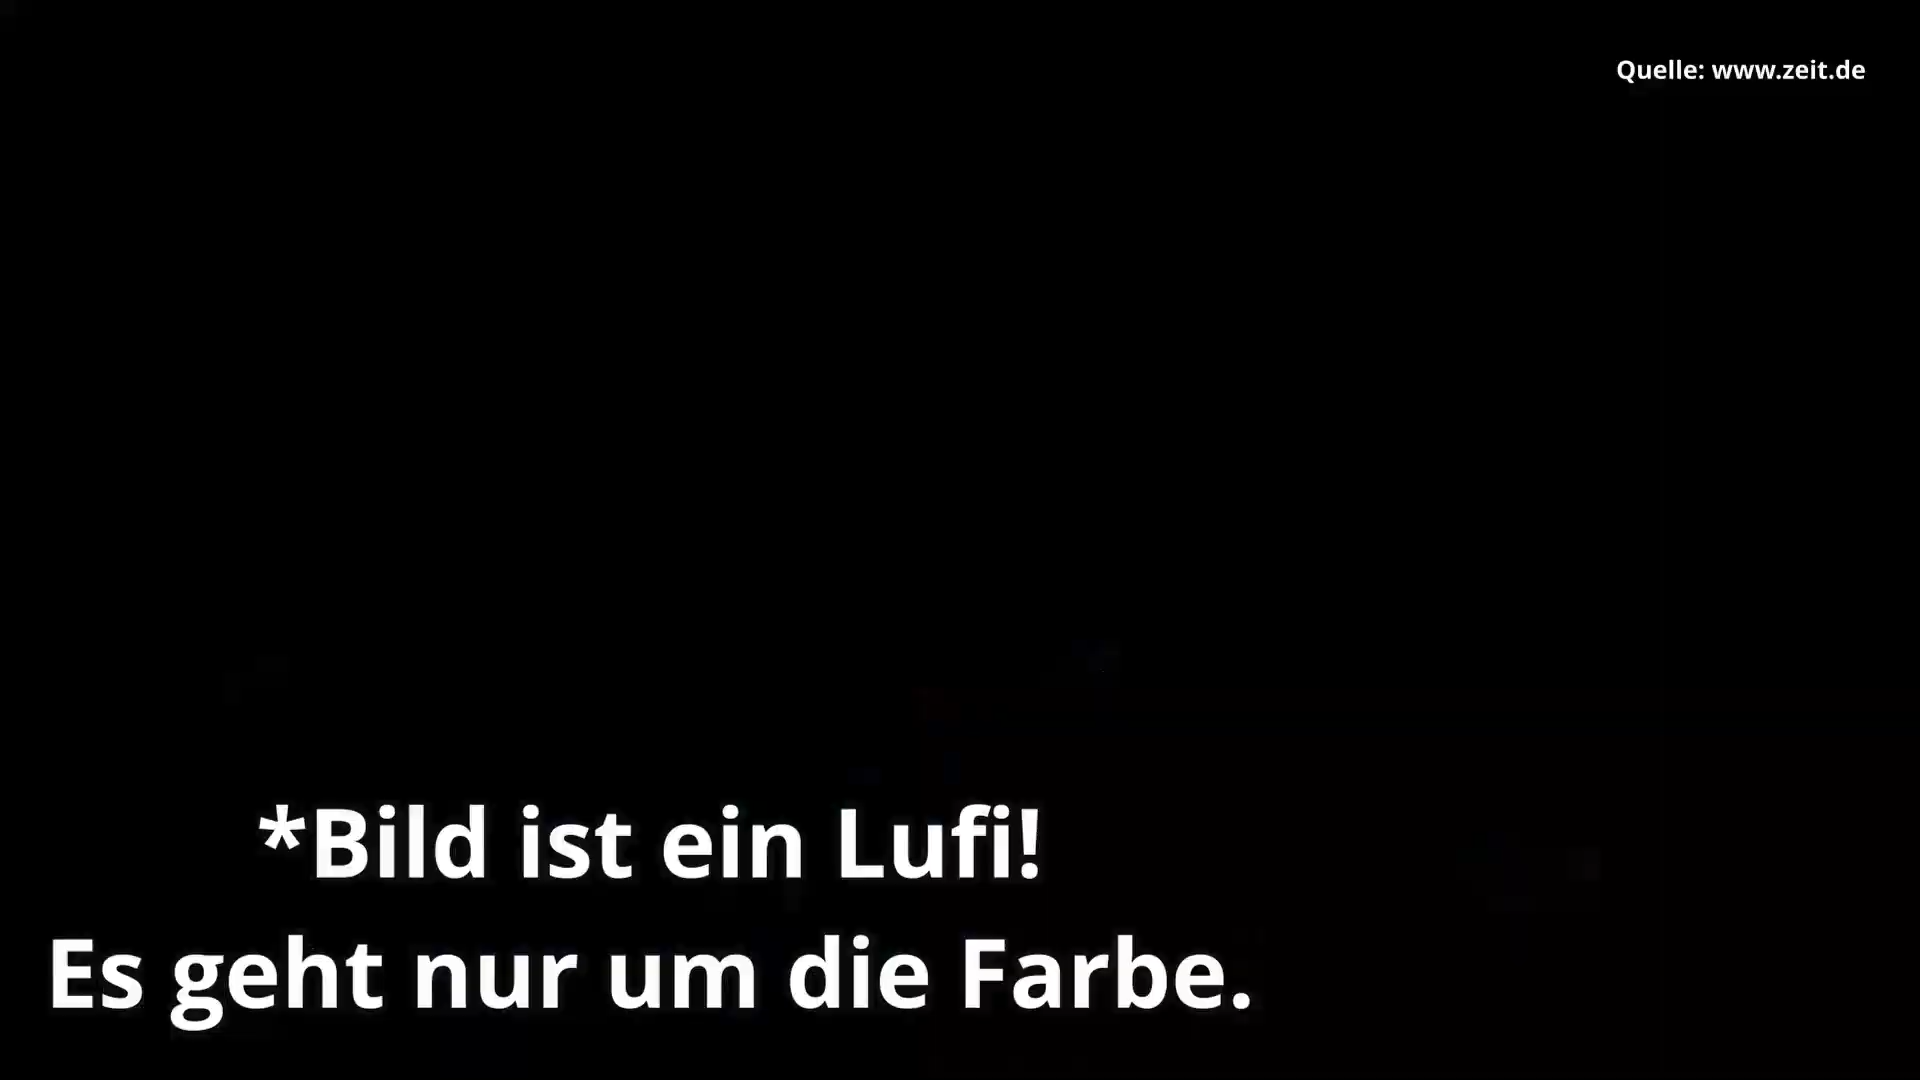 Quelle: www.zeit.de
*Bild ist ein Lufi!
Es geht nur um die Farbe.